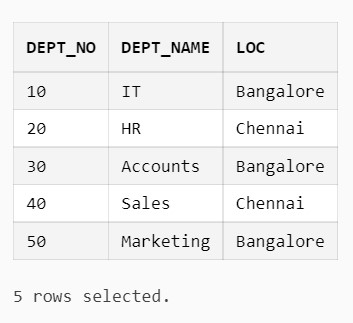 DEPT_NO DEPT_NAME LOC
10 IT Bangalore
20 HR Chennai
30 Accounts Bangalore
40 Sales Chennai
50 Marketing Bangalore
5 rows selected.